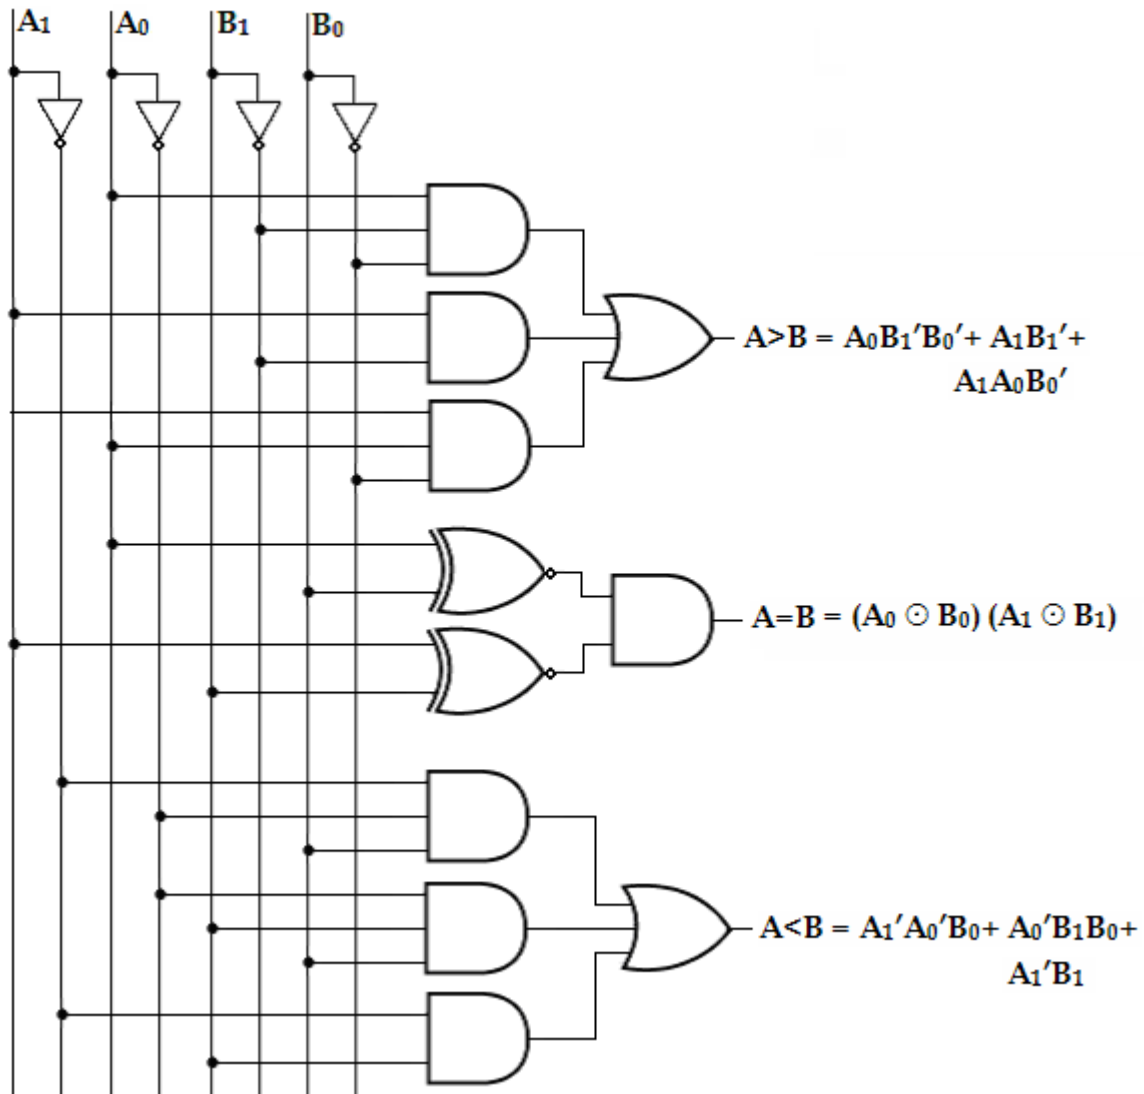 A₁ A₀ B₁ B₀
A>B = A₀B₁′B₀′+ A₁B₁′+
A₁A₀B₀′
A=B = (A₀ ⊙ B₀) (A₁ ⊙ B₁)
A<B = A₁′A₀′B₀+ A₀′B₁B₀+
A₁′B₁